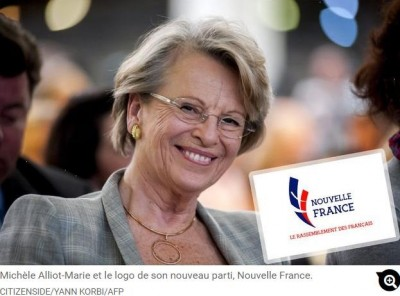 NOUVELLE
FRANCE
LE RASSEMBLEMENT DES FRANÇAIS
Michèle Alliot-Marie et le logo de son nouveau parti, Nouvelle France.
CITIZENSIDE/YANN KORBI/AFP